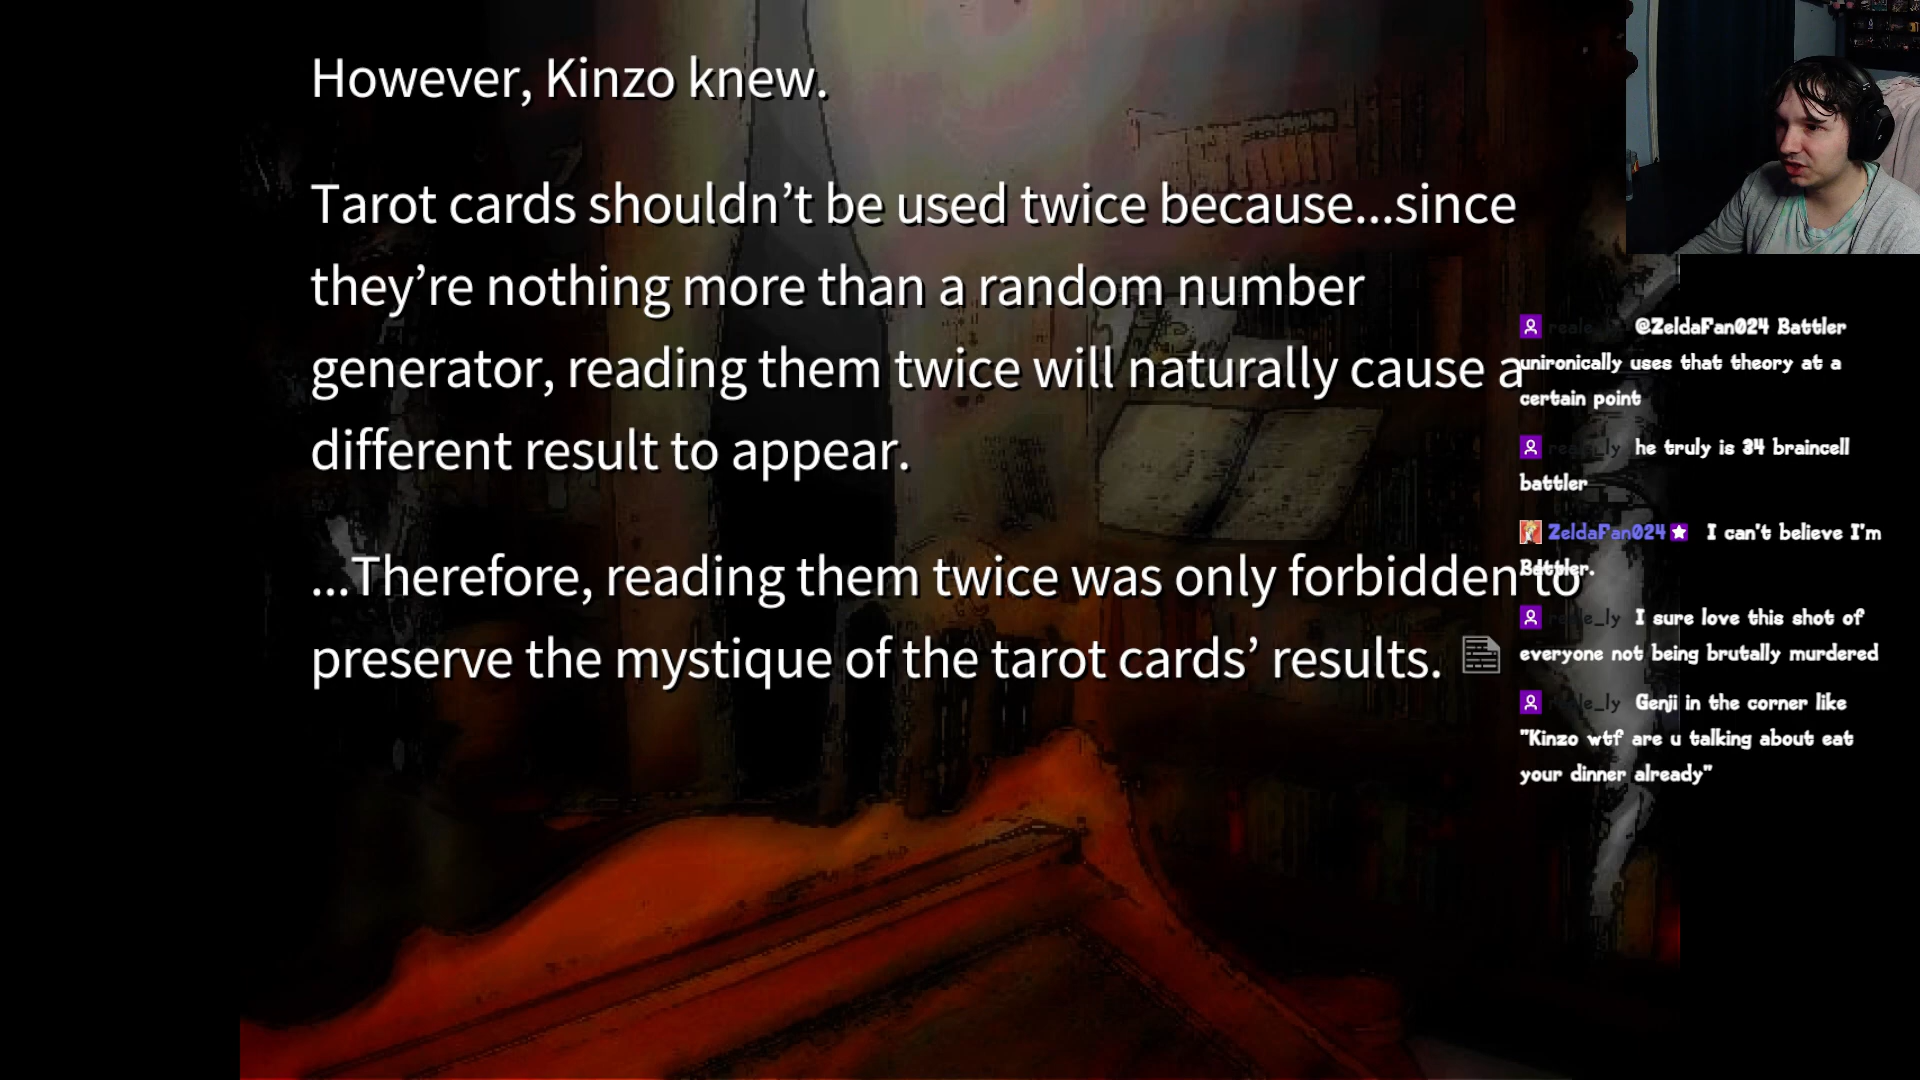 However, Kinzo knew.
Tarot cards shouldn’t be used twice because...since
they’re nothing more than a random number
generator, reading them twice will naturally cause a
different result to appear.
...Therefore, reading them twice was only forbidden to
preserve the mystique of the tarot cards’ results.
@ZeldaFan024 Battler
unironically uses that theory at a
certain point
he truly is 34 braincell
battler
ZeldaFan024 I can't believe I'm
Battler.
I sure love this shot of
everyone not being brutally murdered
Genji in the corner like
"Kinzo wtf are u talking about eat
your dinner already"